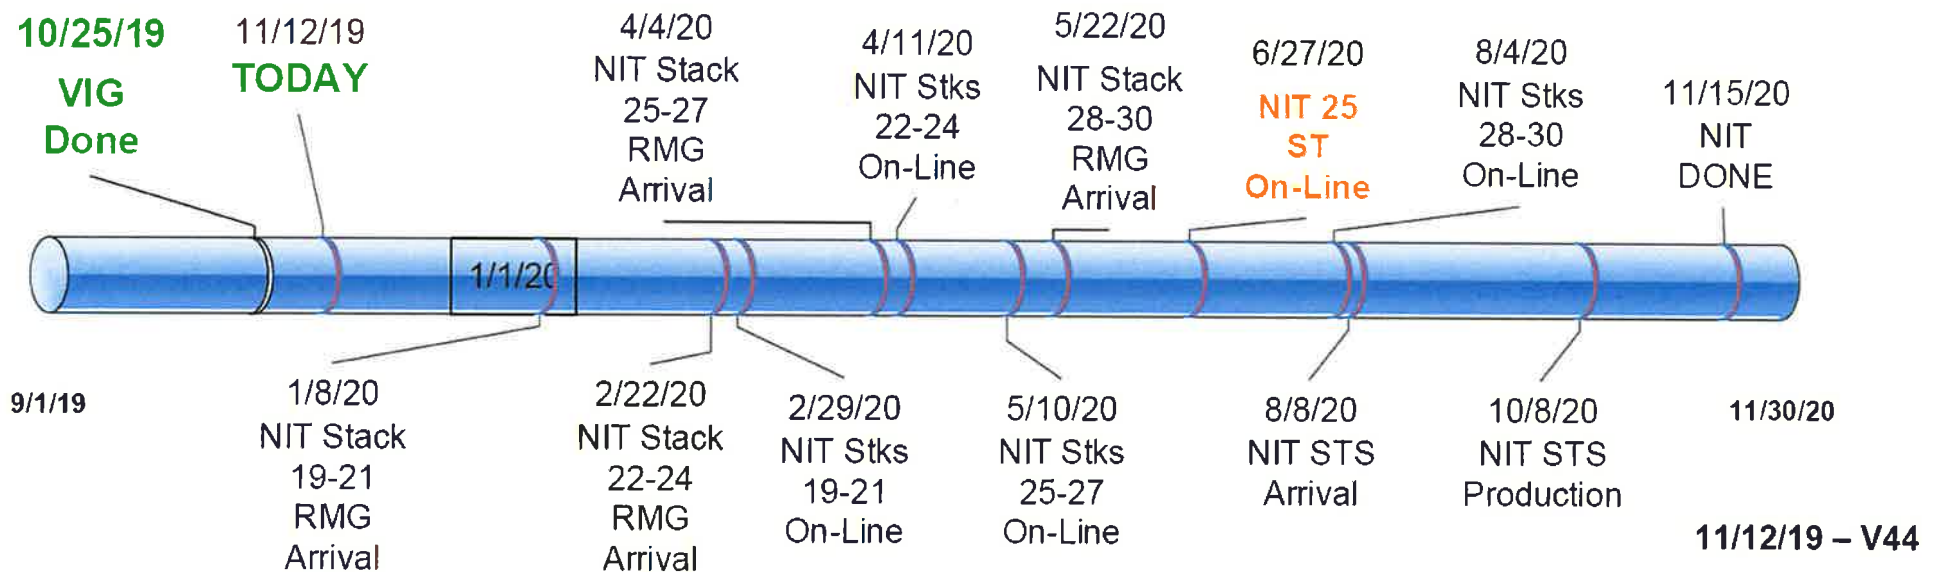 10/25/19
VIG
Done
11/12/19
TODAY
4/4/20
NIT Stack
25-27
RMG
Arrival
4/11/20
NIT Stks
22-24
On-Line
5/22/20
NIT Stack
28-30
RMG
Arrival
6/27/20
NIT 25
ST
On-Line
8/4/20
NIT Stks
28-30
On-Line
11/15/20
NIT
DONE
1/1/20
9/1/19
1/8/20
NIT Stack
19-21
RMG
Arrival
2/22/20
NIT Stack
22-24
RMG
Arrival
2/29/20
NIT Stks
19-21
On-Line
5/10/20
NIT Stks
25-27
On-Line
8/8/20
NIT STS
Arrival
10/8/20
NIT STS
Production
11/30/20
11/12/19 – V44